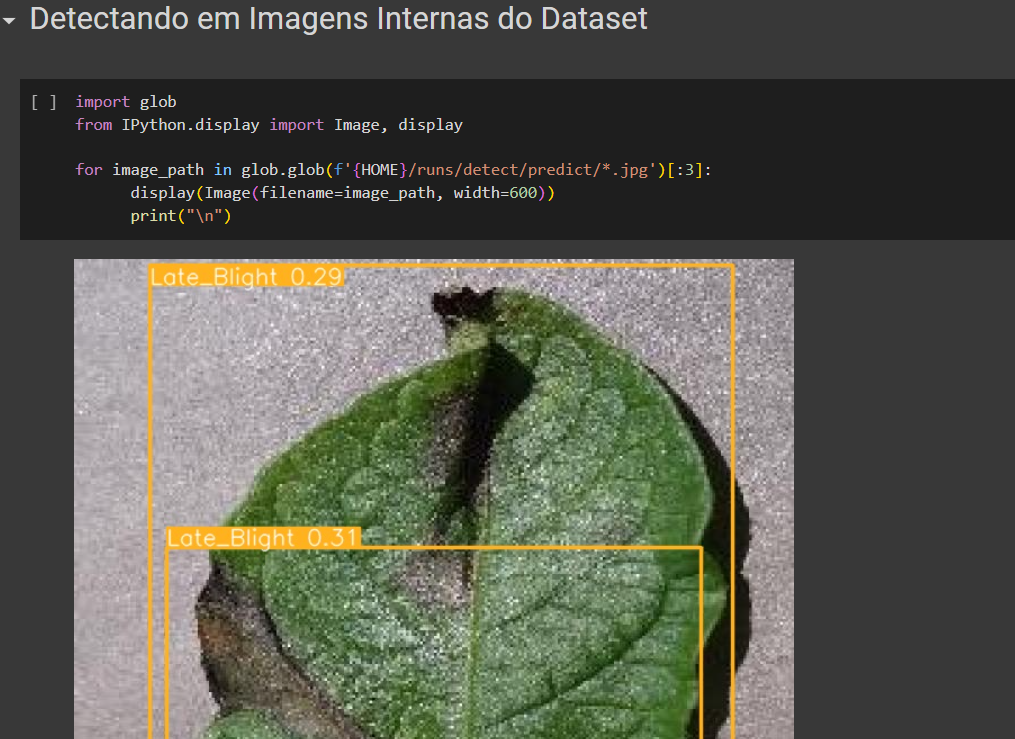 Detectando em Imagens Internas do Dataset
[ ] import glob
from IPython.display import Image, display
for image_path in glob.glob(f'{HOME}/runs/detect/predict/*.jpg')[:3]:
display(Image(filename=image_path, width=600))
print("\n")
Late_Blight 0.29
Late_Blight 0.31